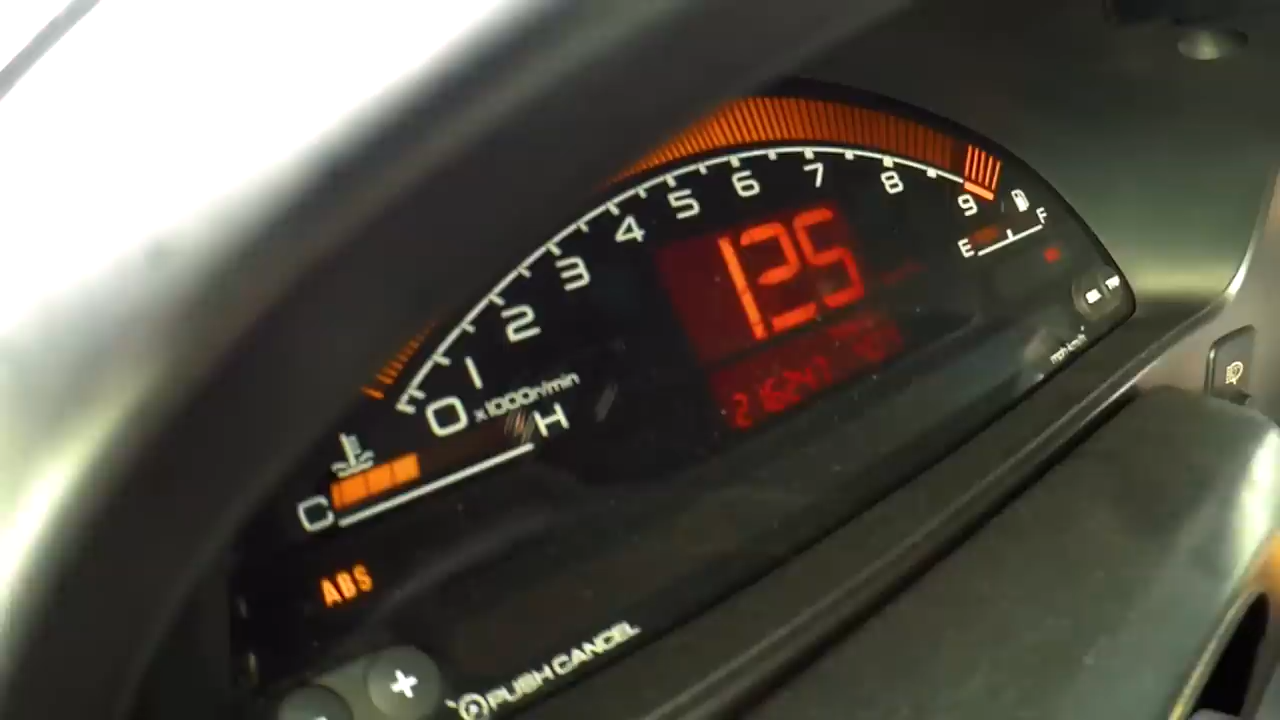 0 1 2 3 4 5 6 7 8 9
x1000r/min
125
E F
C H
ABS
+
PUSH CANCEL